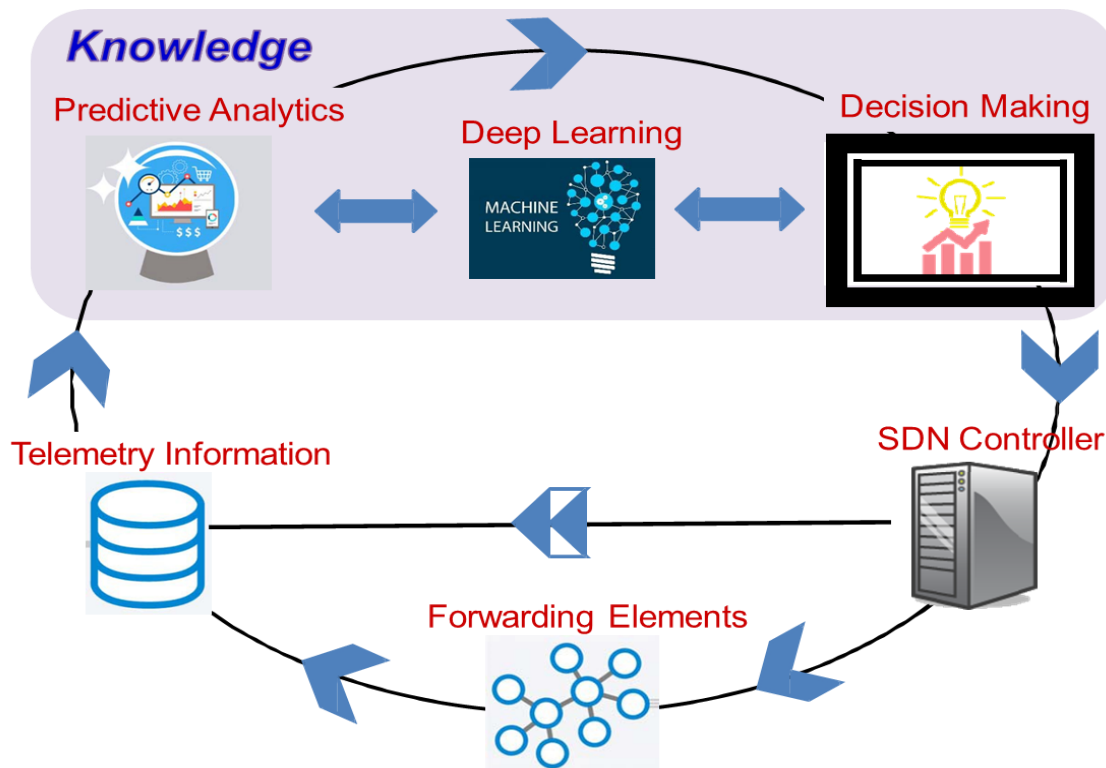 Knowledge
Predictive Analytics
Deep Learning
Decision Making
MACHINE
LEARNING
$$$
Telemetry Information
SDN Controller
Forwarding Elements